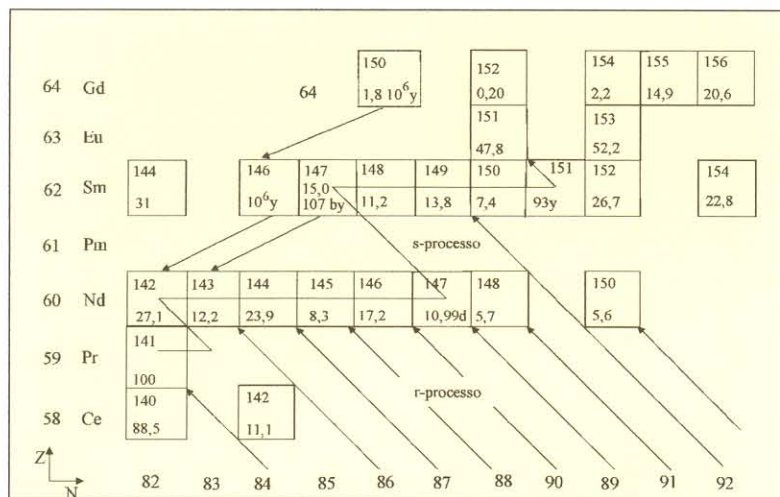 150 152 154 155 156
64 Gd 64 1,8 10⁶y 0,20 2,2 14,9 20,6
151 153
63 Eu 47,8 52,2
144 146 147 148 149 150 151 152 154
62 Sm 31 10⁶y 15,0 107 by 11,2 13,8 7,4 93y 26,7 22,8
61 Pm s-processo
142 143 144 145 146 147 148 150
60 Nd 27,1 12,2 23,9 8,3 17,2 10,99d 5,7 5,6
141
59 Pr 100
r-processo
140 142
58 Ce 88,5 11,1
Z
N 82 83 84 85 86 87 88 90 89 91 92